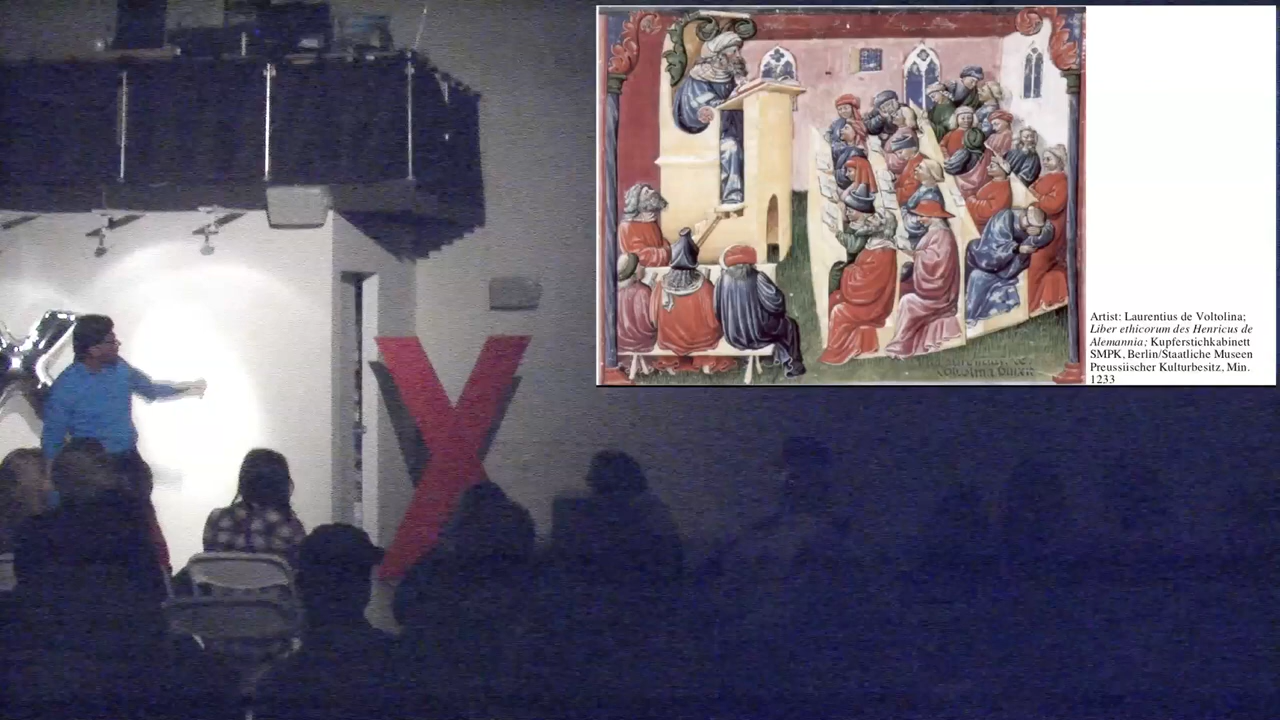 Y
Artist: Laurentius de Voltolina;
Liber ethicorum des Henricus de
Alemannia; Kupferstichkabinett
SMPK, Berlin/Staatliche Museen
Preussiischer Kulturbesitz, Min.
1233